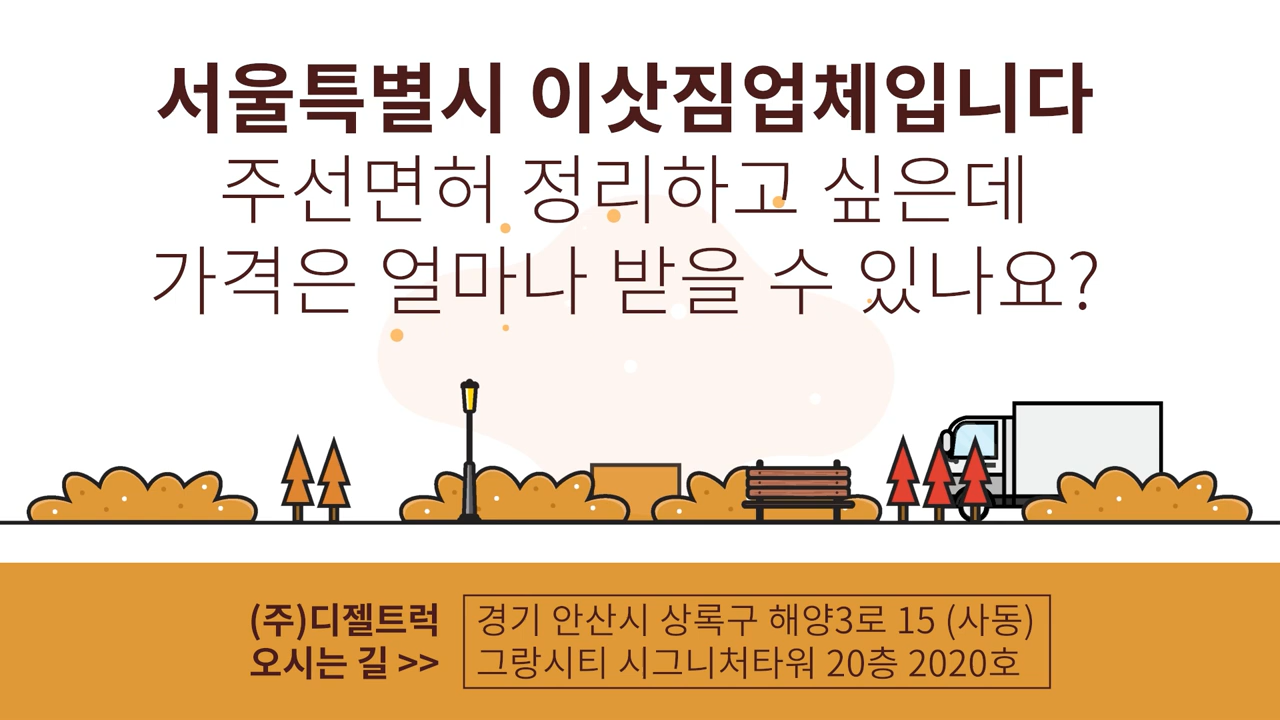 서울특별시 이삿짐업체입니다
주선면허 정리하고 싶은데
가격은 얼마나 받을 수 있나요?
(주)디젤트럭
오시는 길 >>
경기 안산시 상록구 해양3로 15 (사동)
그랑시티 시그니처타워 20층 2020호